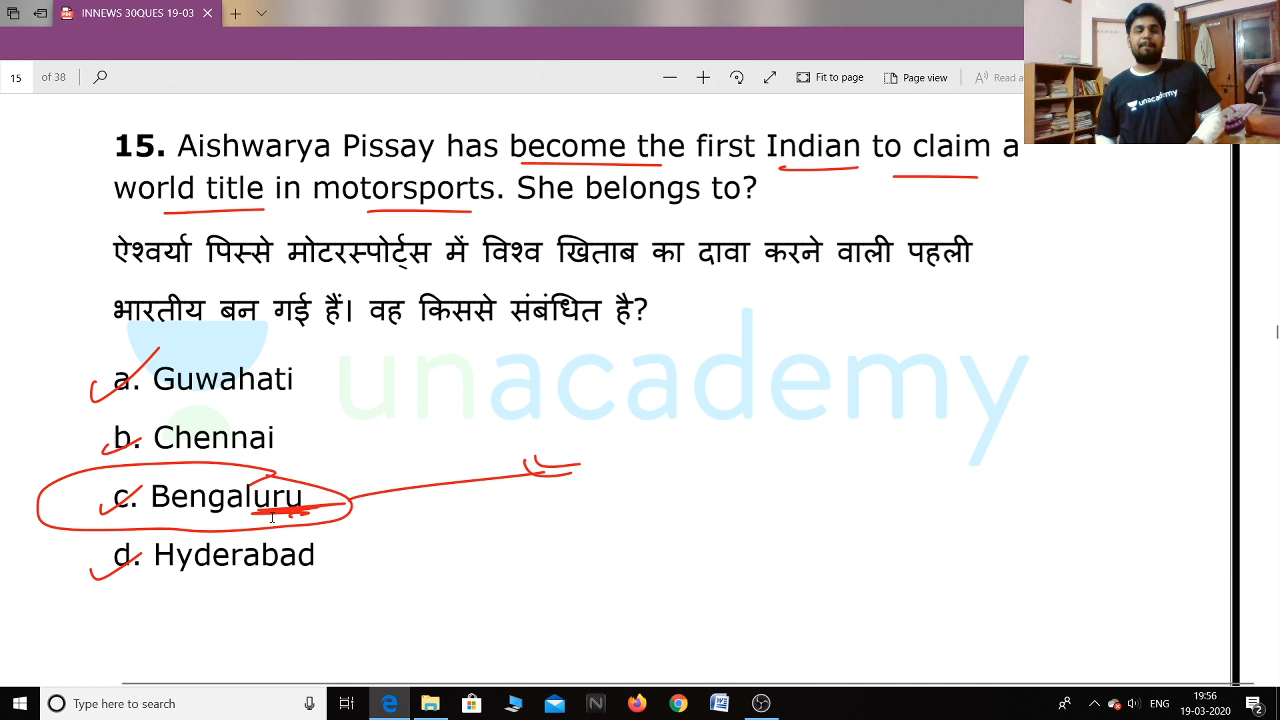 INNEWS 30QUES 19-03
15 of 38
Fit to page
Page view
Read a
unacademy
15. Aishwarya Pissay has become the first Indian to claim a
world title in motorsports. She belongs to?
ऐश्वर्या पिस्से मोटरस्पोर्ट्स में विश्व खिताब का दावा करने वाली पहली
भारतीय बन गई हैं। वह किससे संबंधित है?
unacademy
a. Guwahati
b. Chennai
c. Bengaluru
d. Hyderabad
Type here to search
ENG
19:56
19-03-2020
2